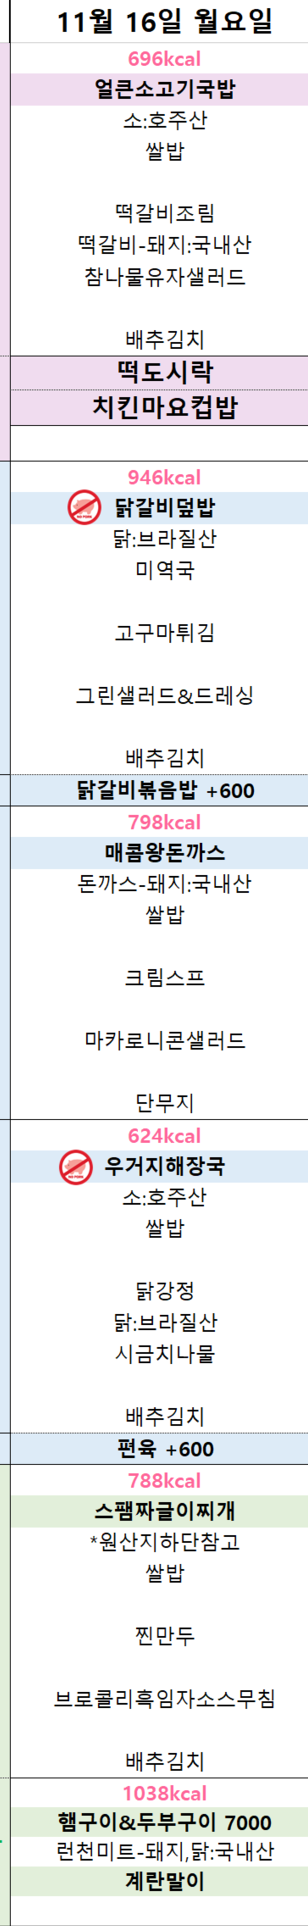 11월 16일 월요일
696kcal
얼큰소고기국밥
소:호주산
쌀밥
떡갈비조림
떡갈비-돼지:국내산
참나물유자샐러드
배추김치
떡도시락
치킨마요컵밥
946kcal
닭갈비덮밥
닭:브라질산
미역국
고구마튀김
그린샐러드&드레싱
배추김치
닭갈비볶음밥 +600
798kcal
매콤왕돈까스
돈까스-돼지:국내산
쌀밥
크림스프
마카로니콘샐러드
단무지
624kcal
우거지해장국
소:호주산
쌀밥
닭강정
닭:브라질산
시금치나물
배추김치
편육 +600
788kcal
스팸짜글이찌개
*원산지하단참고
쌀밥
찐만두
브로콜리흑임자소스무침
배추김치
1038kcal
햄구이&두부구이 7000
런천미트-돼지,닭:국내산
계란말이